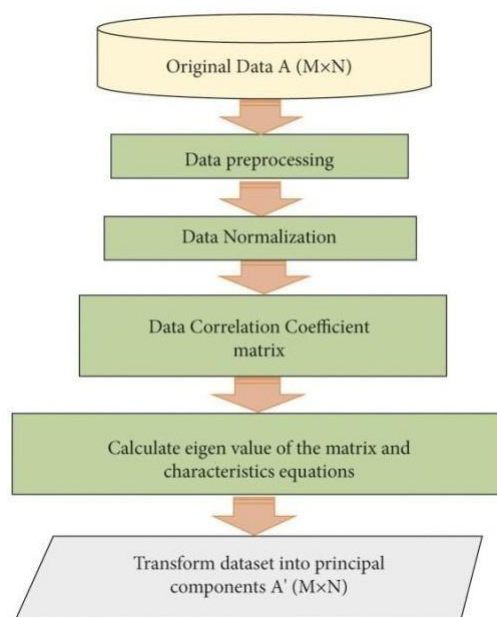 Original Data A (M×N)
Data preprocessing
Data Normalization
Data Correlation Coefficient
matrix
Calculate eigen value of the matrix and
characteristics equations
Transform dataset into principal
components A' (M×N)